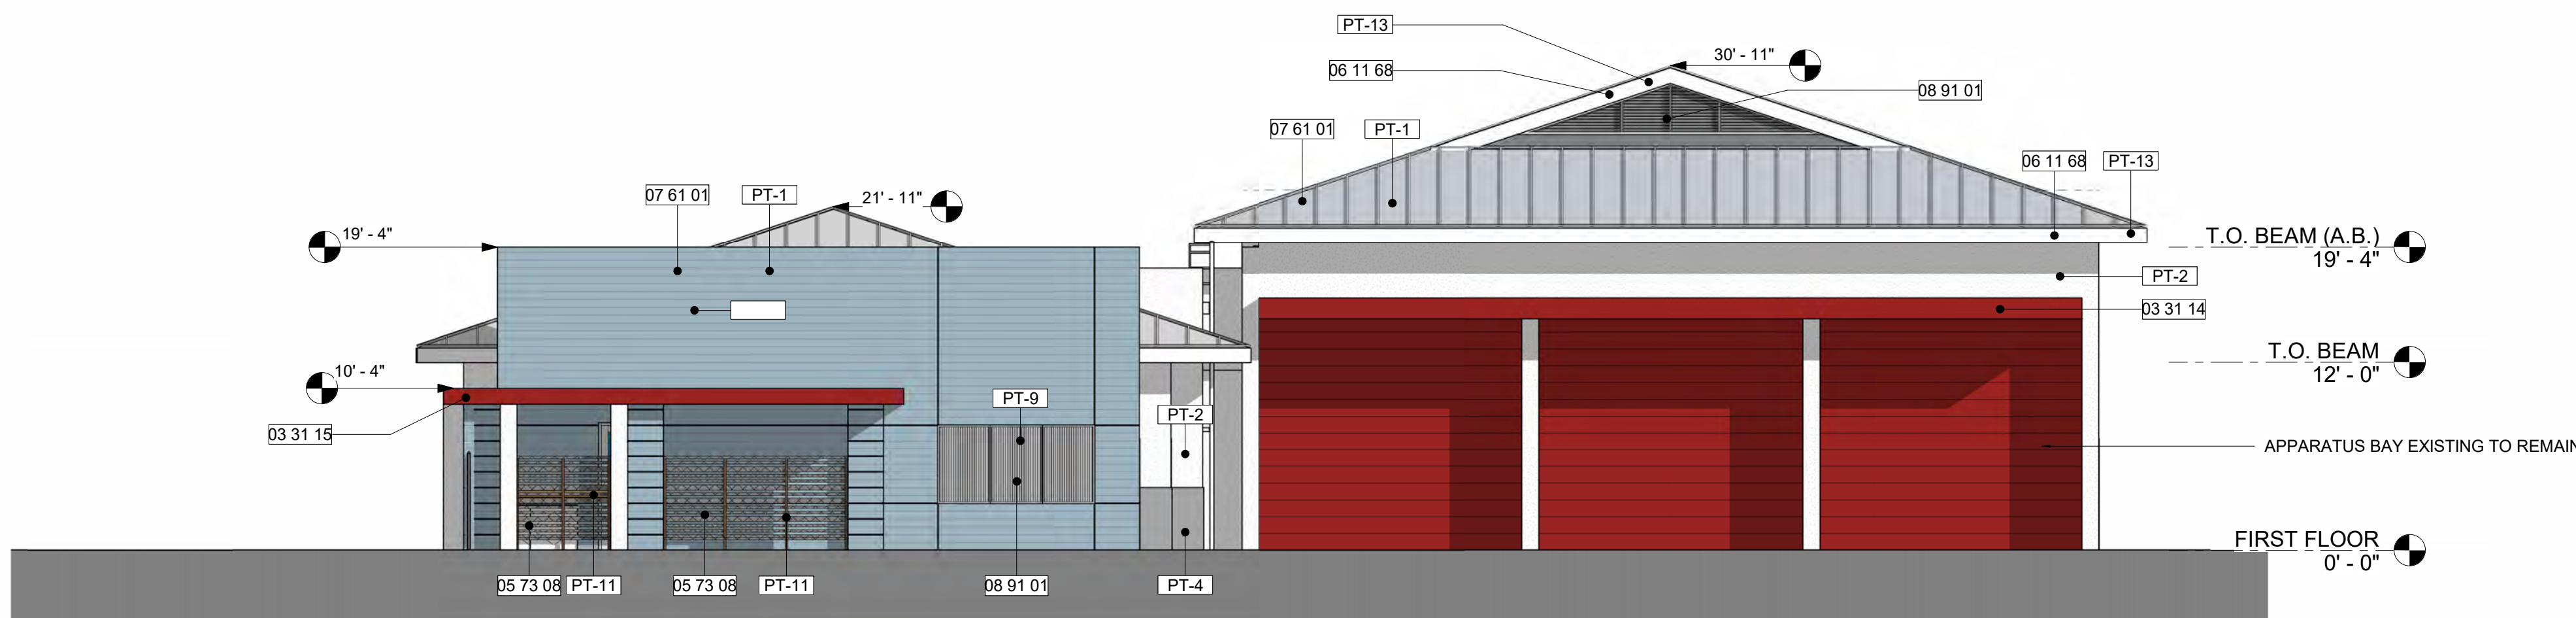 PT-13
30' - 11"
06 11 68
08 91 01
07 61 01
PT-1
06 11 68
PT-13
07 61 01
PT-1
21' - 11"
19' - 4"
T.O. BEAM (A.B.)
19' - 4"
PT-2
03 31 14
T.O. BEAM
12' - 0"
10' - 4"
PT-9
PT-2
03 31 15
APPARATUS BAY EXISTING TO REMAIN
FIRST FLOOR
0' - 0"
05 73 08
PT-11
05 73 08
PT-11
08 91 01
PT-4